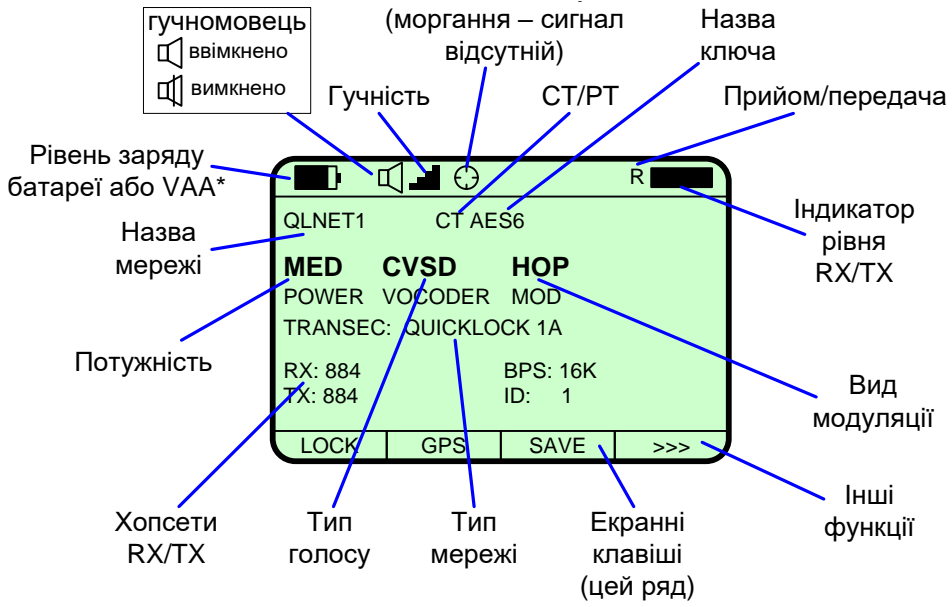 гучномовець
ввімкнено
вимкнено
(моргання – сигнал
відсутній)
Назва
ключа
Гучність
СТ/РТ
Прийом/передача
Рівень заряду
батареї або VAA*
R
QLNET1 CT AES6
Назва
мережі
Індикатор
рівня
RX/TX
MED CVSD HOP
POWER VOCODER MOD
TRANSEC: QUICKLOCK 1A
Потужність
RX: 884 BPS: 16K
TX: 884 ID: 1
Вид
модуляції
LOCK GPS SAVE >>>
Хопсети
RX/TX
Тип
голосу
Тип
мережі
Екранні
клавіші
(цей ряд)
Інші
функції